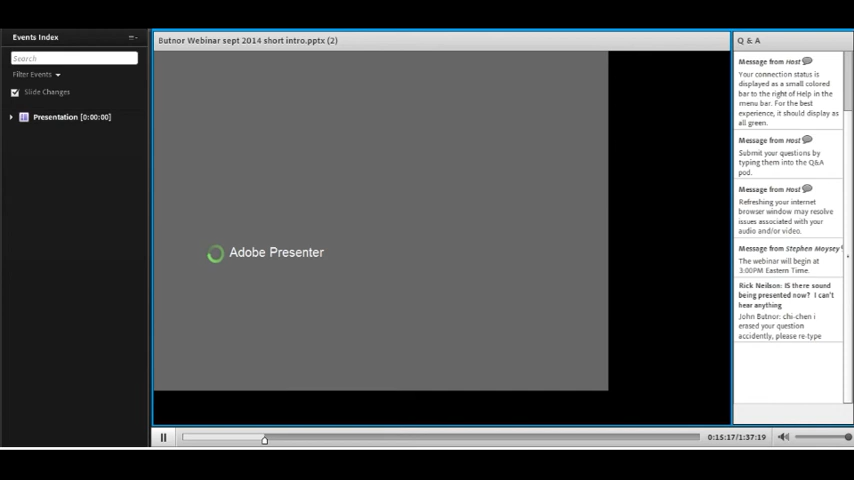 Events Index
Search
Filter Events
Slide Changes
Presentation [0:00:00]
Butnor Webinar sept 2014 short intro.pptx (2)
Adobe Presenter
0:15:17/1:37:19
Q & A
Message from Host
Your connection status is
displayed as a small colored
bar to the right of Help in the
menu bar. For the best
experience, it should display as
all green.
Message from Host
Submit your questions by
typing them into the Q&A
pod.
Message from Host
Refreshing your internet
browser window may resolve
issues associated with your
audio and/or video.
Message from Stephen Moysey
The webinar will begin at
3:00PM Eastern Time.
Rick Neilson: IS there sound
being presented now? I can't
hear anything
John Butnor: chi-chen i
erased your question
accidently, please re-type